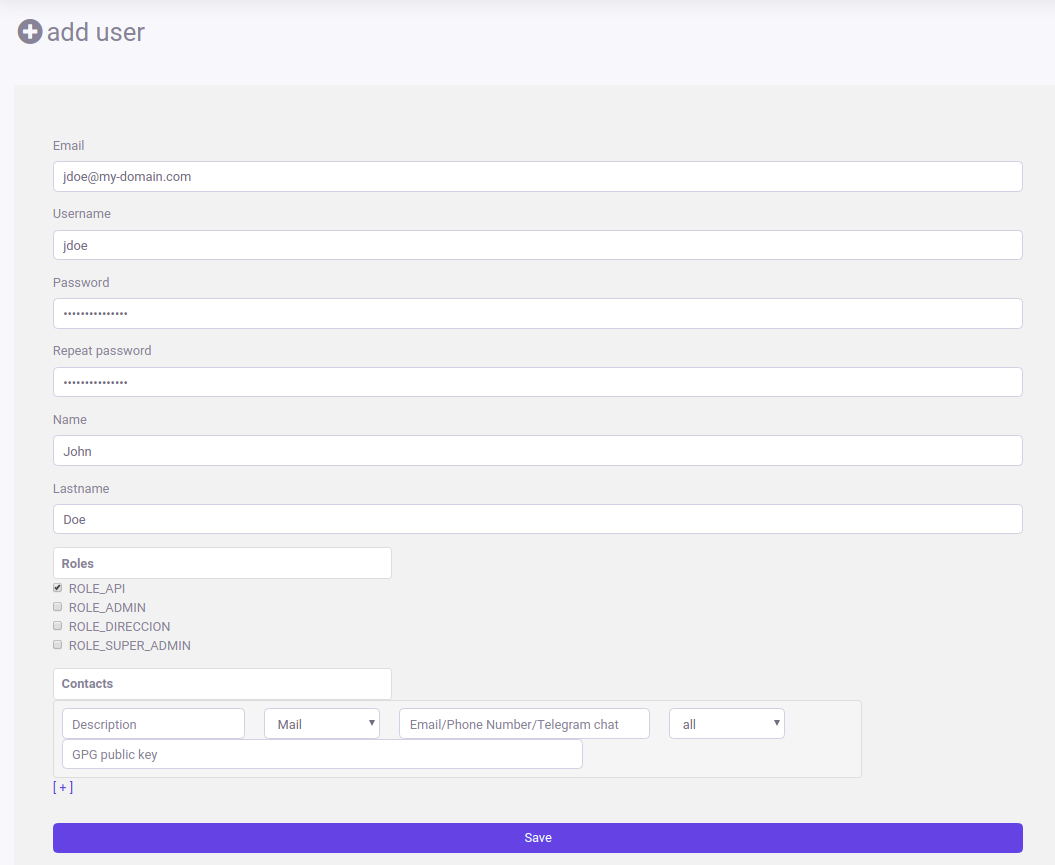 add user
Email
jdoe@my-domain.com
Username
jdoe
Password
•••••••••••••••
Repeat password
•••••••••••••••
Name
John
Lastname
Doe
Roles
ROLE_API
ROLE_ADMIN
ROLE_DIRECCION
ROLE_SUPER_ADMIN
Contacts
Description Mail Email/Phone Number/Telegram chat all
GPG public key
[ + ]
Save